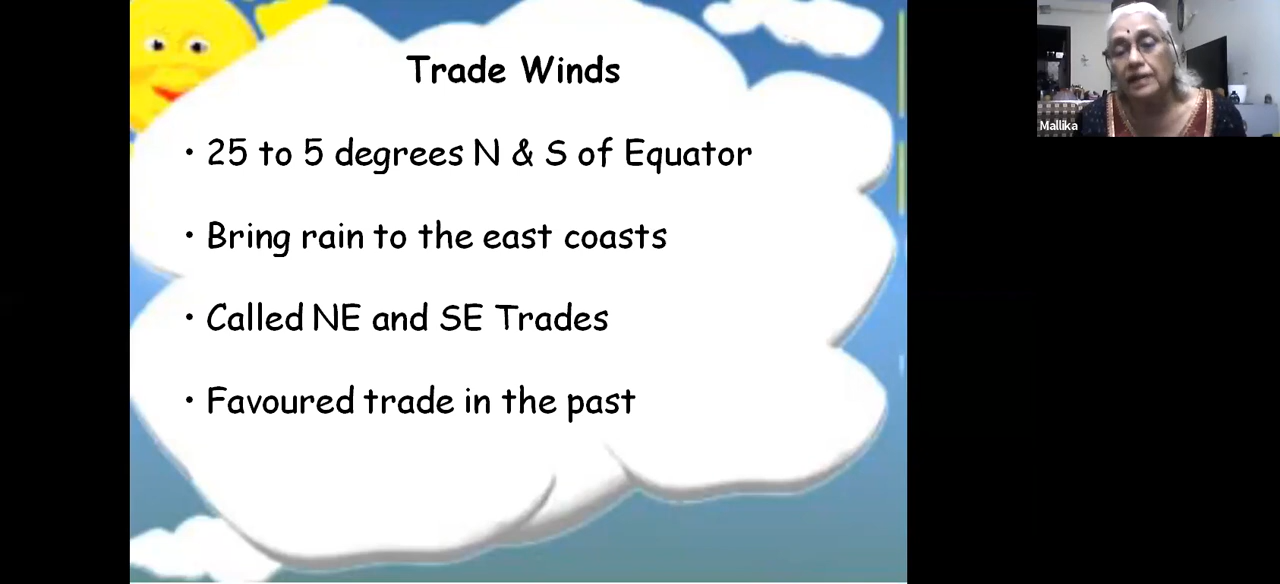 Trade Winds
• 25 to 5 degrees N & S of Equator
• Bring rain to the east coasts
• Called NE and SE Trades
• Favoured trade in the past
Mallika